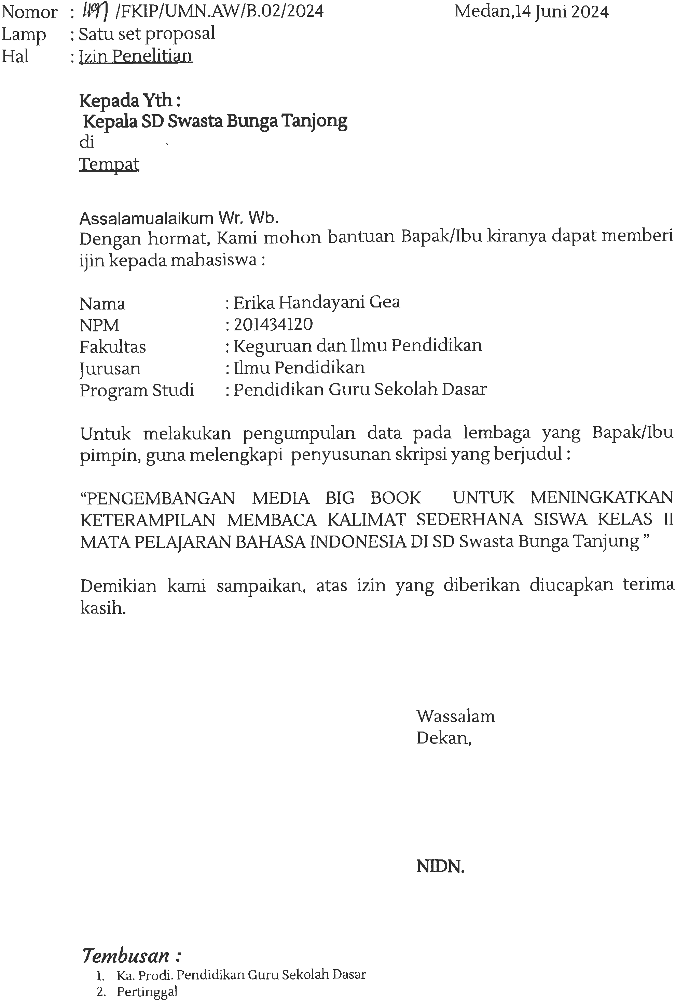 Nomor : /FKIP/UMN.AW/B.02/2024 Medan,14 Juni 2024
Lamp : Satu set proposal
Hal : Izin Penelitian
Kepada Yth :
Kepala SD Swasta Bunga Tanjong
di
Tempat
Assalamualaikum Wr. Wb.
Dengan hormat, Kami mohon bantuan Bapak/Ibu kiranya dapat memberi
ijin kepada mahasiswa :
Nama : Erika Handayani Gea
NPM : 201434120
Fakultas : Keguruan dan Ilmu Pendidikan
Jurusan : Ilmu Pendidikan
Program Studi : Pendidikan Guru Sekolah Dasar
Untuk melakukan pengumpulan data pada lembaga yang Bapak/Ibu
pimpin, guna melengkapi penyusunan skripsi yang berjudul :
“PENGEMBANGAN MEDIA BIG BOOK UNTUK MENINGKATKAN
KETERAMPILAN MEMBACA KALIMAT SEDERHANA SISWA KELAS II
MATA PELAJARAN BAHASA INDONESIA DI SD Swasta Bunga Tanjung ”
Demikian kami sampaikan, atas izin yang diberikan diucapkan terima
kasih.
Wassalam
Dekan,
NIDN.
Tembusan :
1. Ka. Prodi. Pendidikan Guru Sekolah Dasar
2. Pertinggal